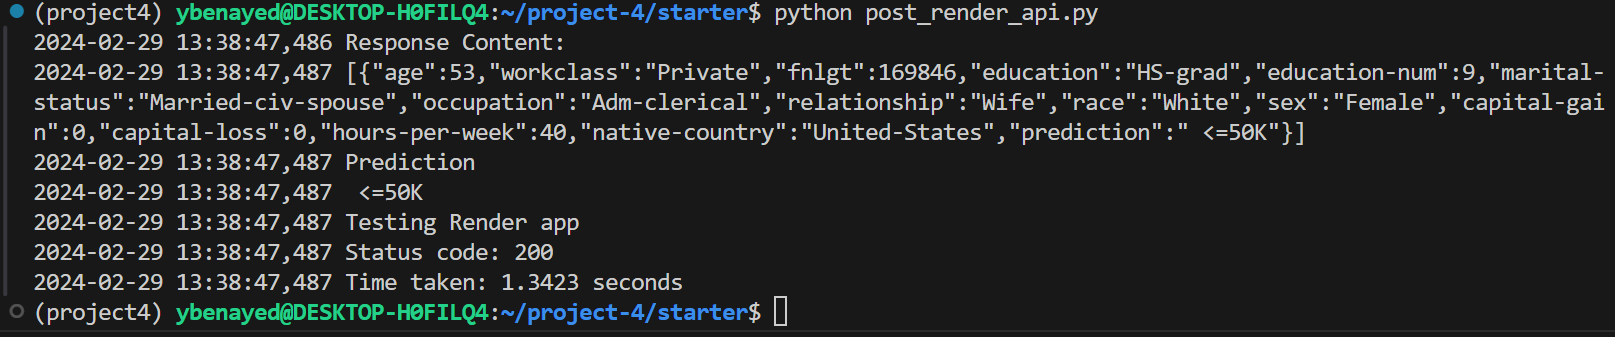 (project4) ybenayed@DESKTOP-H0FILQ4:~/project-4/starter$ python post_render_api.py
2024-02-29 13:38:47,486 Response Content:
2024-02-29 13:38:47,487 [{"age":53,"workclass":"Private","fnlgt":169846,"education":"HS-grad","education-num":9,"marital-
status":"Married-civ-spouse","occupation":"Adm-clerical","relationship":"Wife","race":"White","sex":"Female","capital-gai
n":0,"capital-loss":0,"hours-per-week":40,"native-country":"United-States","prediction":" <=50K"}]
2024-02-29 13:38:47,487 Prediction
2024-02-29 13:38:47,487  <=50K
2024-02-29 13:38:47,487 Testing Render app
2024-02-29 13:38:47,487 Status code: 200
2024-02-29 13:38:47,487 Time taken: 1.3423 seconds
(project4) ybenayed@DESKTOP-H0FILQ4:~/project-4/starter$